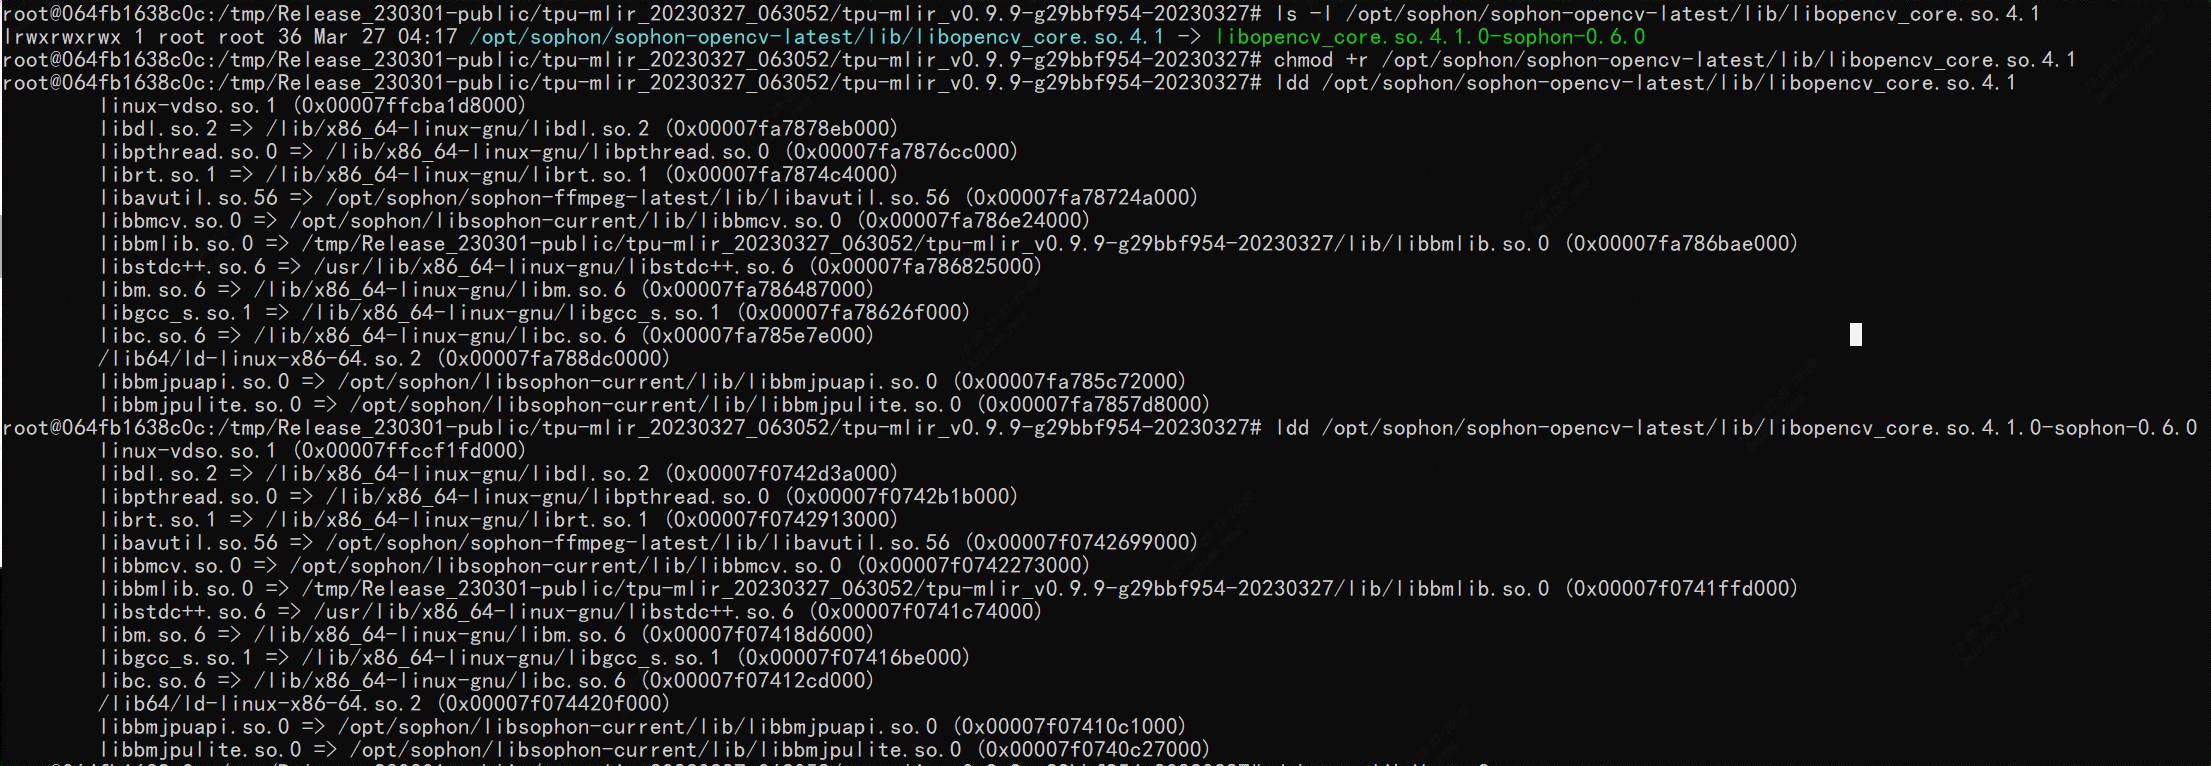 root@064fb1638c0c:/tmp/Release_230301-public/tpu-mlir_20230327_063052/tpu-mlir_v0.9.9-g29bbf954-20230327# ls -l /opt/sophon/sophon-opencv-latest/lib/libopencv_core.so.4.1
lrwxrwxrwx 1 root root 36 Mar 27 04:17 /opt/sophon/sophon-opencv-latest/lib/libopencv_core.so.4.1 -> libopencv_core.so.4.1.0-sophon-0.6.0
root@064fb1638c0c:/tmp/Release_230301-public/tpu-mlir_20230327_063052/tpu-mlir_v0.9.9-g29bbf954-20230327# chmod +r /opt/sophon/sophon-opencv-latest/lib/libopencv_core.so.4.1
root@064fb1638c0c:/tmp/Release_230301-public/tpu-mlir_20230327_063052/tpu-mlir_v0.9.9-g29bbf954-20230327# ldd /opt/sophon/sophon-opencv-latest/lib/libopencv_core.so.4.1
linux-vdso.so.1 (0x00007ffcba1d8000)
libdl.so.2 => /lib/x86_64-linux-gnu/libdl.so.2 (0x00007fa7878eb000)
libpthread.so.0 => /lib/x86_64-linux-gnu/libpthread.so.0 (0x00007fa7876cc000)
librt.so.1 => /lib/x86_64-linux-gnu/librt.so.1 (0x00007fa7874c4000)
libavutil.so.56 => /opt/sophon/sophon-ffmpeg-latest/lib/libavutil.so.56 (0x00007fa78724a000)
libbmcv.so.0 => /opt/sophon/libsophon-current/lib/libbmcv.so.0 (0x00007fa786e24000)
libbmlib.so.0 => /tmp/Release_230301-public/tpu-mlir_20230327_063052/tpu-mlir_v0.9.9-g29bbf954-20230327/lib/libbmlib.so.0 (0x00007fa786bae000)
libstdc++.so.6 => /usr/lib/x86_64-linux-gnu/libstdc++.so.6 (0x00007fa786825000)
libm.so.6 => /lib/x86_64-linux-gnu/libm.so.6 (0x00007fa786487000)
libgcc_s.so.1 => /lib/x86_64-linux-gnu/libgcc_s.so.1 (0x00007fa78626f000)
libc.so.6 => /lib/x86_64-linux-gnu/libc.so.6 (0x00007fa785e7e000)
/lib64/ld-linux-x86-64.so.2 (0x00007fa788dc0000)
libbmjpuapi.so.0 => /opt/sophon/libsophon-current/lib/libbmjpuapi.so.0 (0x00007fa785c72000)
libbmjpulite.so.0 => /opt/sophon/libsophon-current/lib/libbmjpulite.so.0 (0x00007fa7857d8000)
root@064fb1638c0c:/tmp/Release_230301-public/tpu-mlir_20230327_063052/tpu-mlir_v0.9.9-g29bbf954-20230327# ldd /opt/sophon/sophon-opencv-latest/lib/libopencv_core.so.4.1.0-sophon-0.6.0
linux-vdso.so.1 (0x00007ffccf1fd000)
libdl.so.2 => /lib/x86_64-linux-gnu/libdl.so.2 (0x00007f0742d3a000)
libpthread.so.0 => /lib/x86_64-linux-gnu/libpthread.so.0 (0x00007f0742b1b000)
librt.so.1 => /lib/x86_64-linux-gnu/librt.so.1 (0x00007f0742913000)
libavutil.so.56 => /opt/sophon/sophon-ffmpeg-latest/lib/libavutil.so.56 (0x00007f0742699000)
libbmcv.so.0 => /opt/sophon/libsophon-current/lib/libbmcv.so.0 (0x00007f0742273000)
libbmlib.so.0 => /tmp/Release_230301-public/tpu-mlir_20230327_063052/tpu-mlir_v0.9.9-g29bbf954-20230327/lib/libbmlib.so.0 (0x00007f0741ffd000)
libstdc++.so.6 => /usr/lib/x86_64-linux-gnu/libstdc++.so.6 (0x00007f0741c74000)
libm.so.6 => /lib/x86_64-linux-gnu/libm.so.6 (0x00007f07418d6000)
libgcc_s.so.1 => /lib/x86_64-linux-gnu/libgcc_s.so.1 (0x00007f07416be000)
libc.so.6 => /lib/x86_64-linux-gnu/libc.so.6 (0x00007f07412cd000)
/lib64/ld-linux-x86-64.so.2 (0x00007f074420f000)
libbmjpuapi.so.0 => /opt/sophon/libsophon-current/lib/libbmjpuapi.so.0 (0x00007f07410c1000)
libbmjpulite.so.0 => /opt/sophon/libsophon-current/lib/libbmjpulite.so.0 (0x00007f0740c27000)